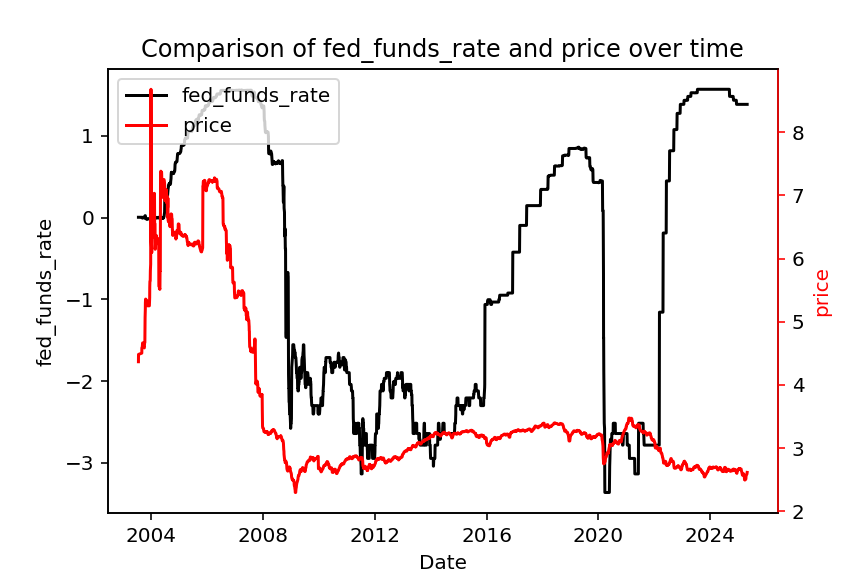 Comparison of fed_funds_rate and price over time
fed_funds_rate
price
1
0
−1
−2
−3
fed_funds_rate
8
7
6
5
4
3
2
price
2004 2008 2012 2016 2020 2024
Date